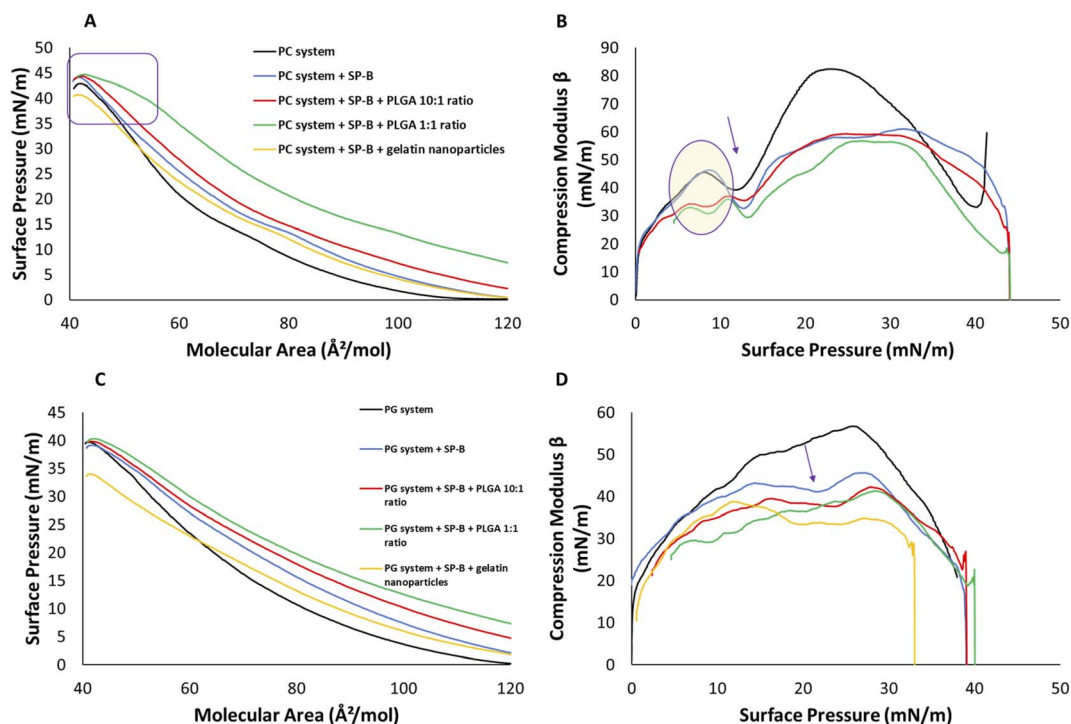 A
Surface Pressure (mN/m)
50
45
40
35
30
25
20
15
10
5
0
40
60
80
100
120
Molecular Area (Å²/mol)
PC system
PC system + SP-B
PC system + SP-B + PLGA 10:1 ratio
PC system + SP-B + PLGA 1:1 ratio
PC system + SP-B + gelatin nanoparticles
B
Compression Modulus β
(mN/m)
90
80
70
60
50
40
30
20
10
0
0
10
20
30
40
50
Surface Pressure (mN/m)
C
Surface Pressure (mN/m)
45
40
35
30
25
20
15
10
5
0
40
60
80
100
120
Molecular Area (Å²/mol)
PG system
PG system + SP-B
PG system + SP-B + PLGA 10:1
ratio
PG system + SP-B + PLGA 1:1
ratio
PG system + SP-B + gelatin
nanoparticles
D
Compression Modulus β
(mN/m)
60
50
40
30
20
10
0
0
10
20
30
40
50
Surface Pressure (mN/m)